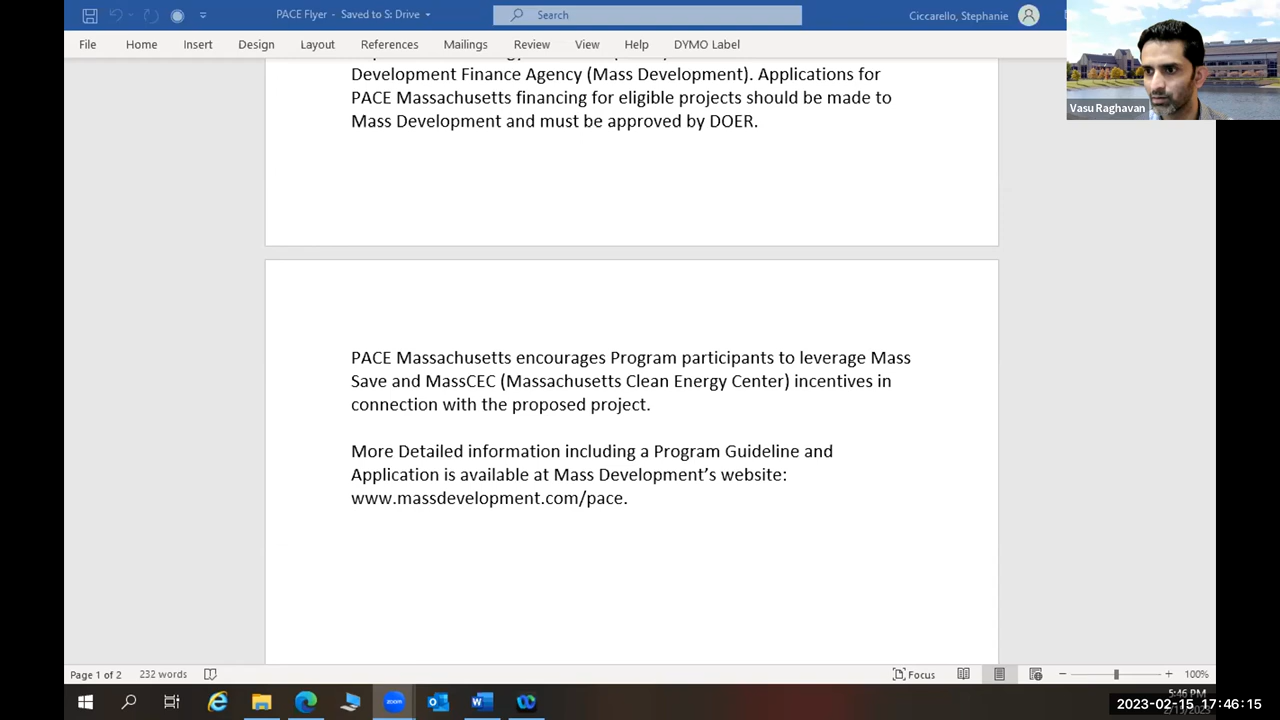 PACE Flyer - Saved to S: Drive
Search
Ciccarello, Stephanie
File Home Insert Design Layout References Mailings Review View Help DYMO Label
Vasu Raghavan
Development Finance Agency (Mass Development). Applications for
PACE Massachusetts financing for eligible projects should be made to
Mass Development and must be approved by DOER.
PACE Massachusetts encourages Program participants to leverage Mass
Save and MassCEC (Massachusetts Clean Energy Center) incentives in
connection with the proposed project.
More Detailed information including a Program Guideline and
Application is available at Mass Development’s website:
www.massdevelopment.com/pace.
Page 1 of 2 232 words Focus 100%
zoom
5:46 PM
2023-02-15 17:46:15